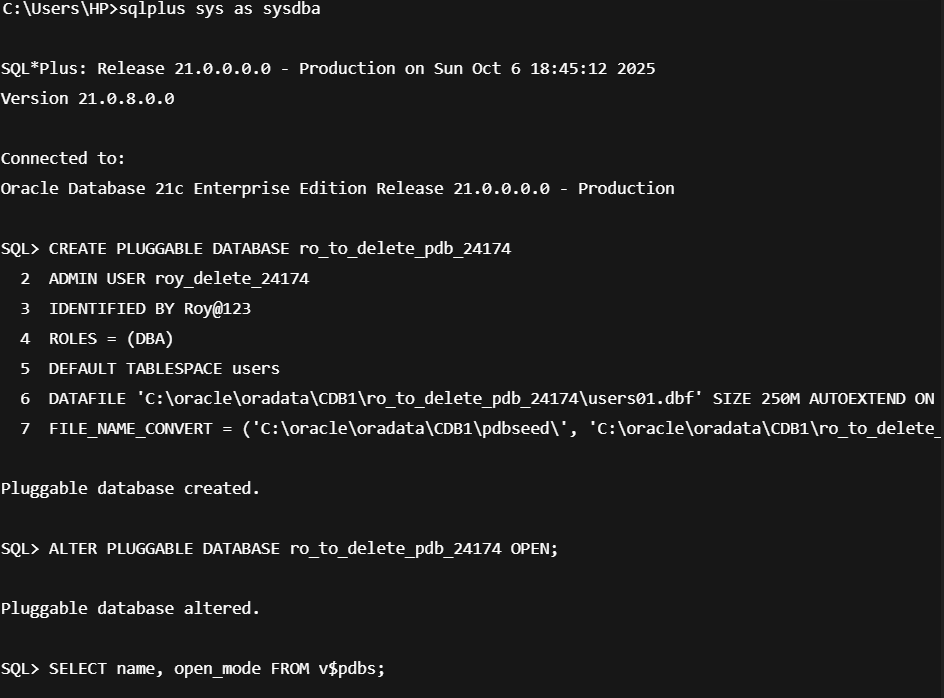 C:\Users\HP>sqlplus sys as sysdba
SQL*Plus: Release 21.0.0.0.0 - Production on Sun Oct 6 18:45:12 2025
Version 21.0.8.0.0
Connected to:
Oracle Database 21c Enterprise Edition Release 21.0.0.0.0 - Production
SQL> CREATE PLUGGABLE DATABASE ro_to_delete_pdb_24174
2 ADMIN USER roy_delete_24174
3 IDENTIFIED BY Roy@123
4 ROLES = (DBA)
5 DEFAULT TABLESPACE users
6 DATAFILE 'C:\oracle\oradata\CDB1\ro_to_delete_pdb_24174\users01.dbf' SIZE 250M AUTOEXTEND ON
7 FILE_NAME_CONVERT = ('C:\oracle\oradata\CDB1\pdbseed\', 'C:\oracle\oradata\CDB1\ro_to_delete_
Pluggable database created.
SQL> ALTER PLUGGABLE DATABASE ro_to_delete_pdb_24174 OPEN;
Pluggable database altered.
SQL> SELECT name, open_mode FROM v$pdbs;